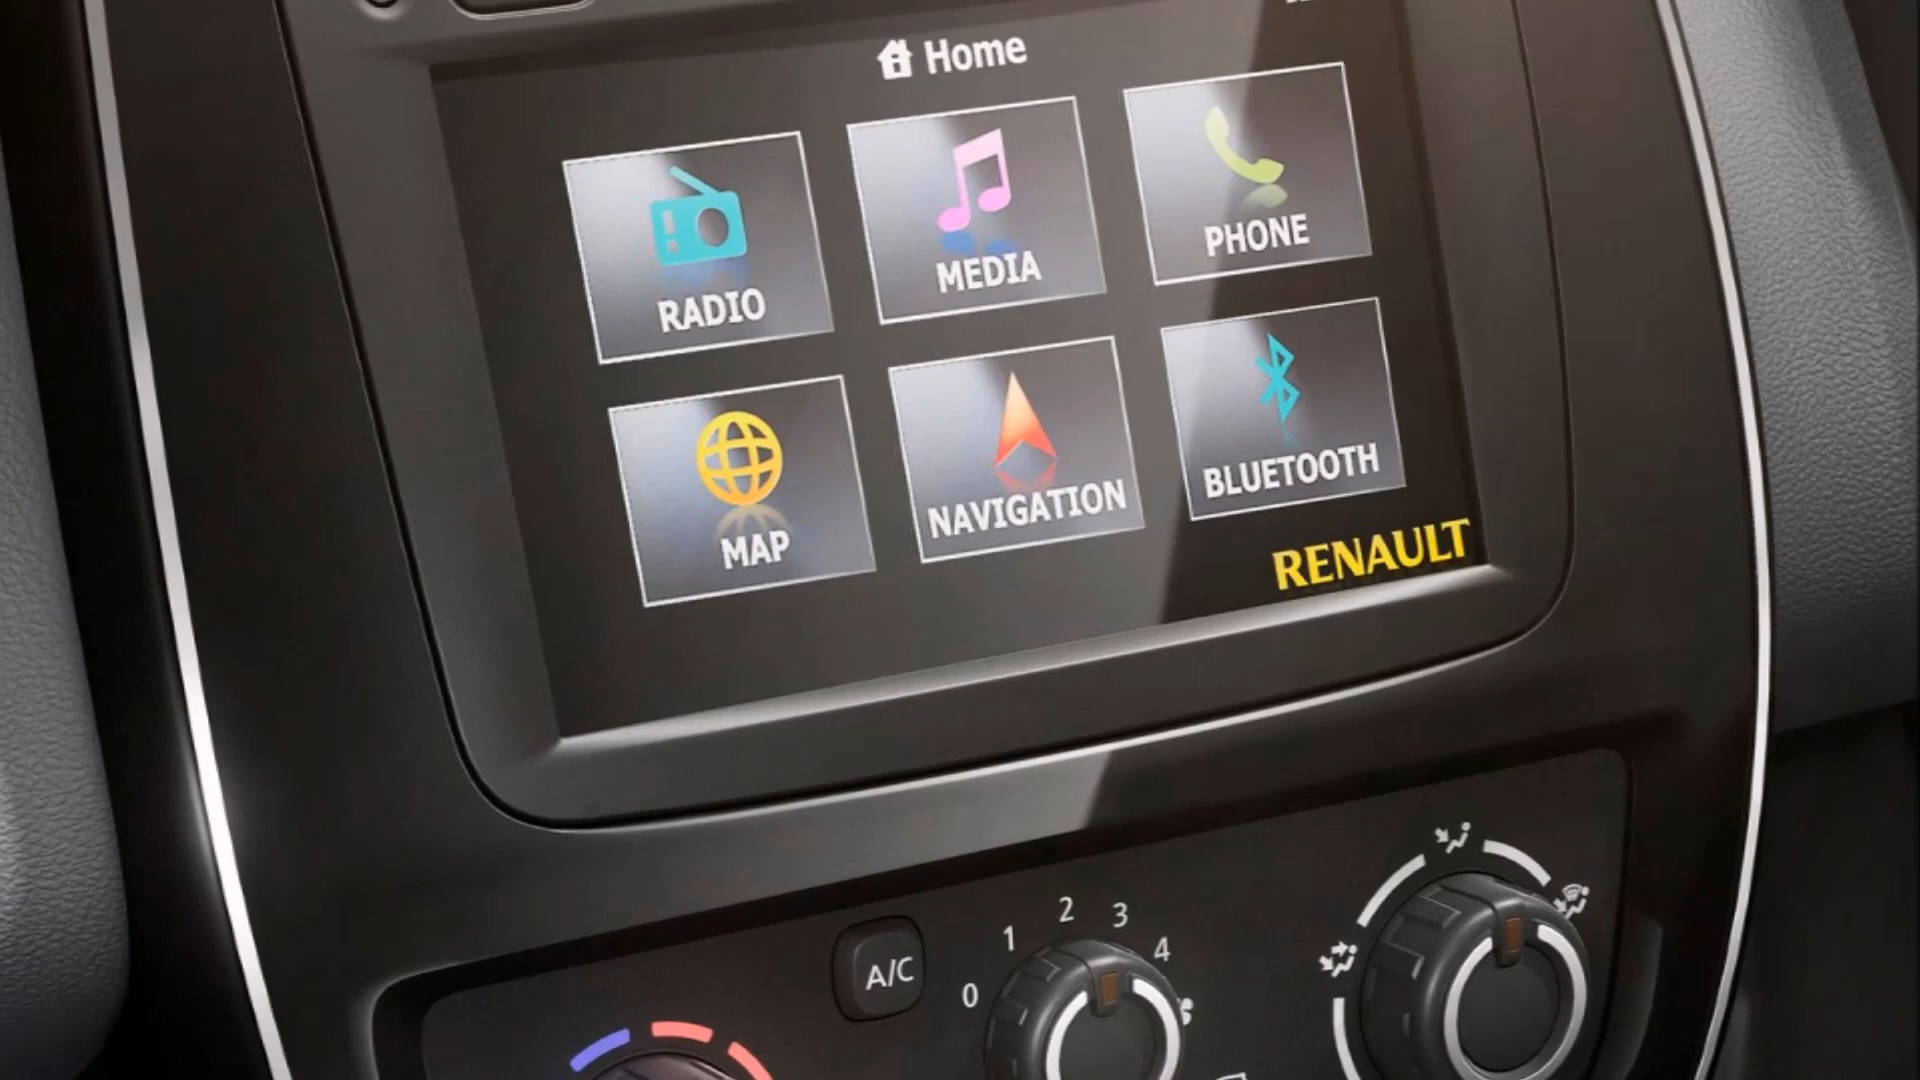 Home
RADIO
MEDIA
PHONE
MAP
NAVIGATION
BLUETOOTH
RENAULT
A/C
0
1
2
3
4